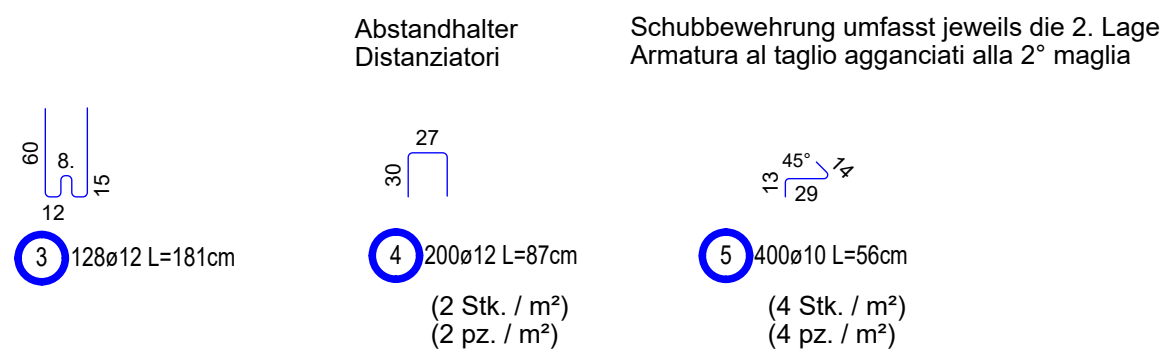 Abstandhalter
Distanziatori
Schubbewehrung umfasst jeweils die 2. Lage
Armatura al taglio agganciati alla 2° maglia
60
8.
15
12
3 128ø12 L=181cm
27
30
4 200ø12 L=87cm
(2 Stk. / m²)
(2 pz. / m²)
45°
14
13
29
5 400ø10 L=56cm
(4 Stk. / m²)
(4 pz. / m²)